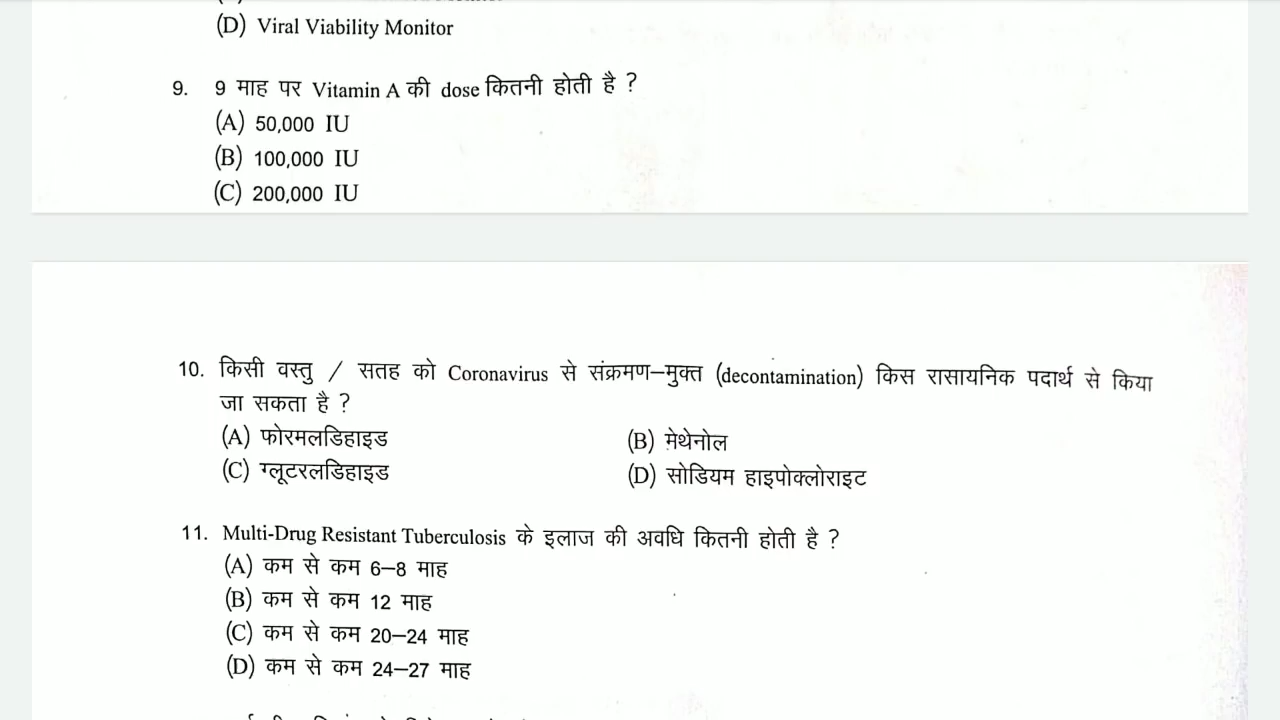 (D) Viral Viability Monitor
9. 9 माह पर Vitamin A की dose कितनी होती है ?
(A) 50,000 IU
(B) 100,000 IU
(C) 200,000 IU
10. किसी वस्तु / सतह को Coronavirus से संक्रमण–मुक्त (decontamination) किस रासायनिक पदार्थ से किया
जा सकता है ?
(A) फोरमलडिहाइड (B) मेथेनोल
(C) ग्लूटरलडिहाइड (D) सोडियम हाइपोक्लोराइट
11. Multi-Drug Resistant Tuberculosis के इलाज की अवधि कितनी होती है ?
(A) कम से कम 6–8 माह
(B) कम से कम 12 माह
(C) कम से कम 20–24 माह
(D) कम से कम 24–27 माह